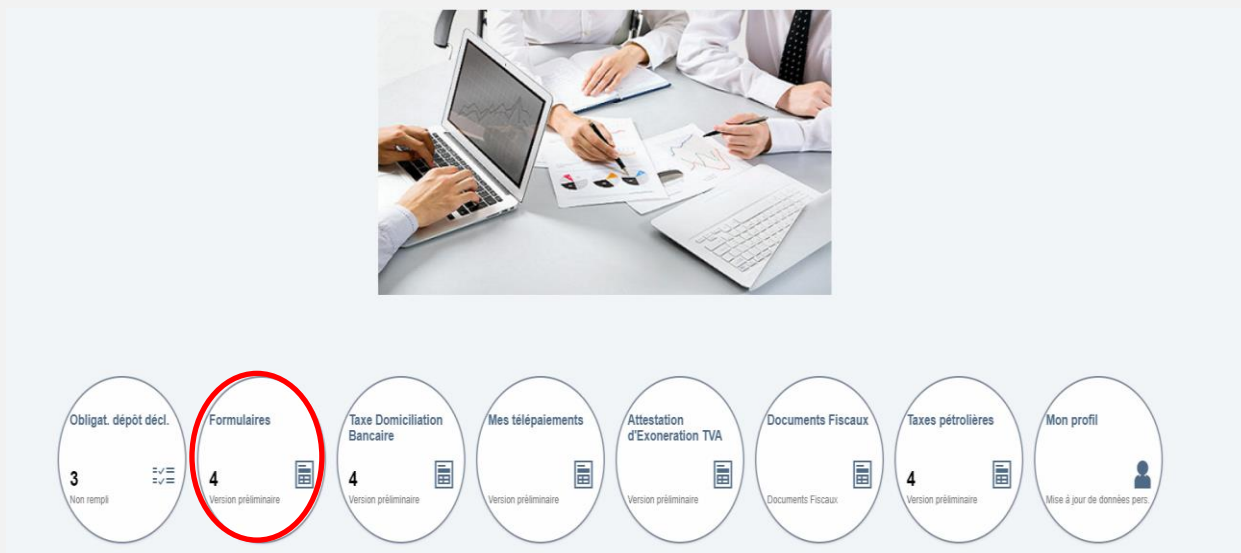 Obligat. dépôt décl.
3
Non rempli
Formulaires
4
Version préliminaire
Taxe Domiciliation
Bancaire
4
Version préliminaire
Mes télépaiements
Version préliminaire
Attestation
d'Exoneration TVA
Version préliminaire
Documents Fiscaux
Documents Fiscaux
Taxes pétrolières
4
Version préliminaire
Mon profil
Mise à jour de données pers.